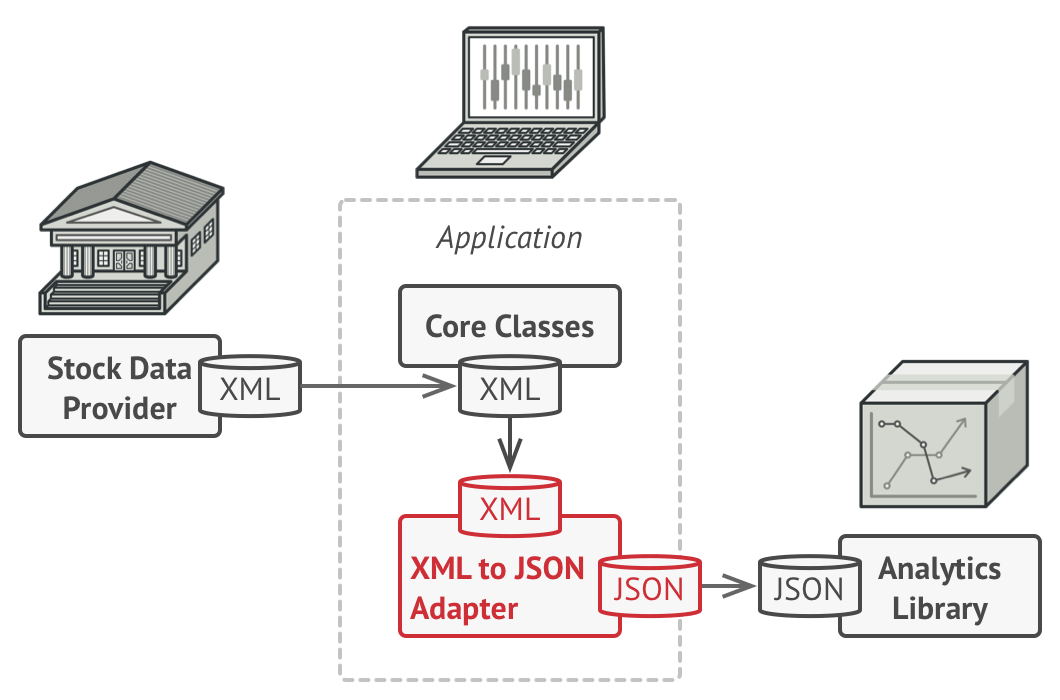 Application
Core Classes
Stock Data
Provider
XML
XML
XML
XML to JSON
Adapter
JSON
JSON
Analytics
Library